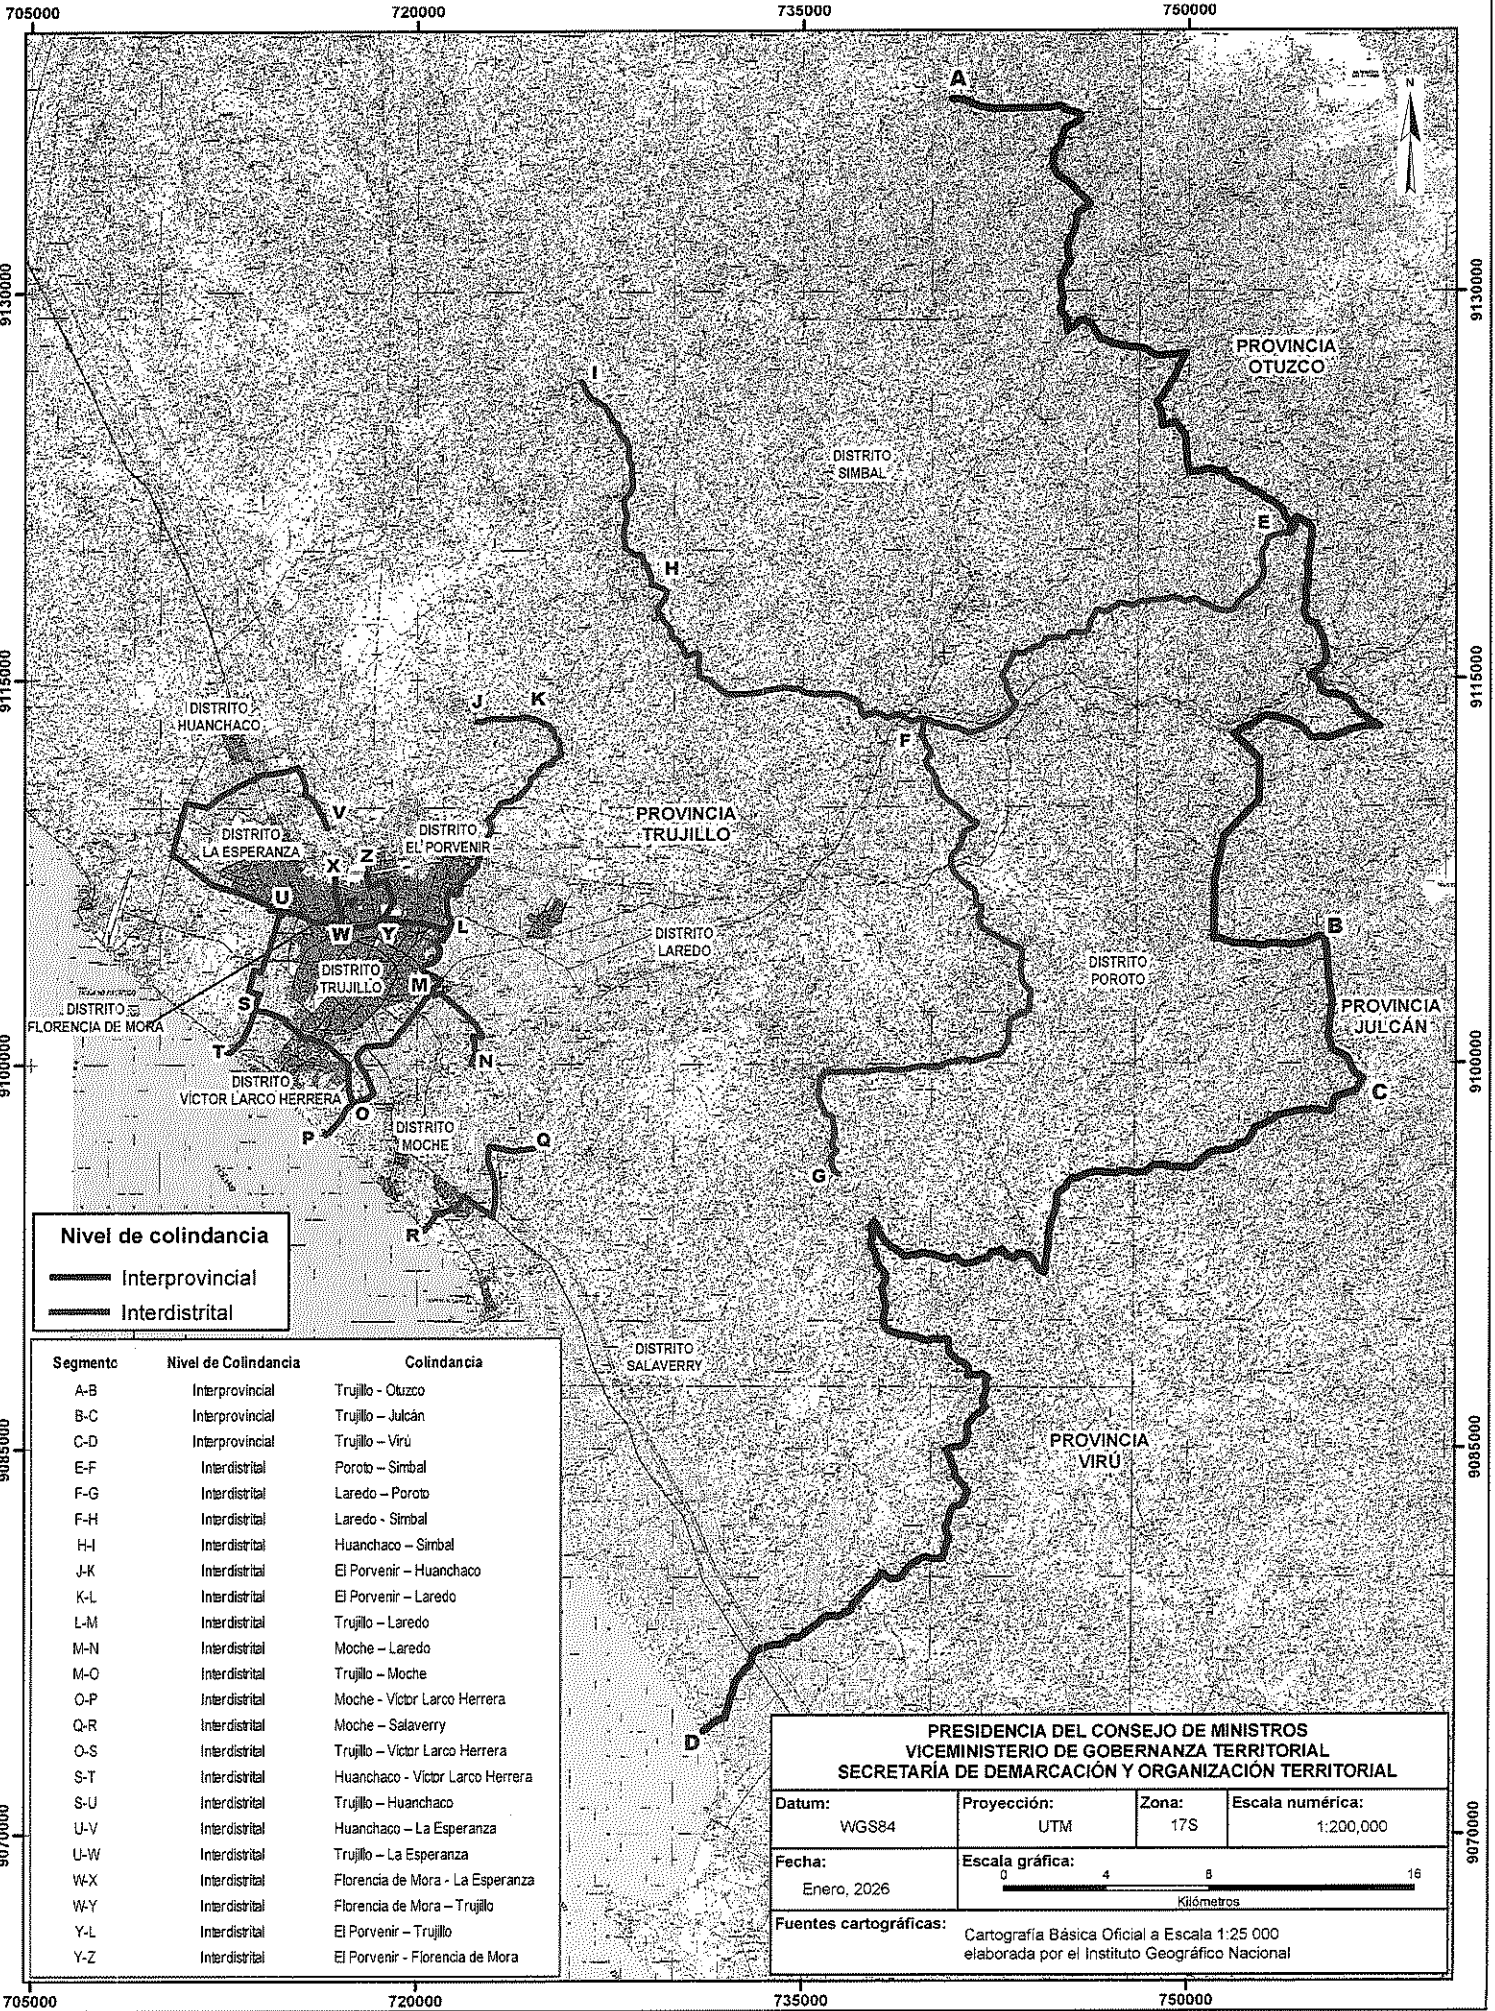 705000 720000 735000 750000
A
N
9130000 9130000
PROVINCIA
OTUZCO
I
DISTRITO
SIMBAL
E
H
9115000 9115000
J K
DISTRITO
HUANCHACO
F
V
PROVINCIA
TRUJILLO
DISTRITO
LA ESPERANZA
DISTRITO
EL PORVENIR
X Z
U
W Y L
B
DISTRITO
LAREDO
DISTRITO
POROTO
DISTRITO
TRUJILLO
M
S
DISTRITO
FLORENCIA DE MORA
PROVINCIA
JULCÁN
T
N
9100000 9100000
DISTRITO
VÍCTOR LARCO HERRERA
O
C
P
DISTRITO
MOCHE
Q
G
R
Nivel de colindancia
Interprovincial
Interdistrital
DISTRITO
SALAVERRY
PROVINCIA
VIRÚ
9085000 9085000
Segmento Nivel de Colindancia Colindancia
A-B Interprovincial Trujillo - Otuzco
B-C Interprovincial Trujillo – Julcán
C-D Interprovincial Trujillo – Virú
E-F Interdistrital Poroto – Simbal
F-G Interdistrital Laredo – Poroto
F-H Interdistrital Laredo - Simbal
H-I Interdistrital Huanchaco – Simbal
J-K Interdistrital El Porvenir – Huanchaco
K-L Interdistrital El Porvenir – Laredo
L-M Interdistrital Trujillo – Laredo
M-N Interdistrital Moche – Laredo
M-O Interdistrital Trujillo – Moche
O-P Interdistrital Moche - Víctor Larco Herrera
Q-R Interdistrital Moche – Salaverry
O-S Interdistrital Trujillo – Víctor Larco Herrera
S-T Interdistrital Huanchaco - Víctor Larco Herrera
S-U Interdistrital Trujillo – Huanchaco
U-V Interdistrital Huanchaco – La Esperanza
U-W Interdistrital Trujillo – La Esperanza
W-X Interdistrital Florencia de Mora - La Esperanza
W-Y Interdistrital Florencia de Mora – Trujillo
Y-L Interdistrital El Porvenir – Trujillo
Y-Z Interdistrital El Porvenir - Florencia de Mora
D
PRESIDENCIA DEL CONSEJO DE MINISTROS
VICEMINISTERIO DE GOBERNANZA TERRITORIAL
SECRETARÍA DE DEMARCACIÓN Y ORGANIZACIÓN TERRITORIAL
Datum: Proyección: Zona: Escala numérica:
WGS84 UTM 17S 1:200,000
Fecha: Escala gráfica:
Enero, 2026
0 4 8 16
Kilómetros
Fuentes cartográficas:
Cartografía Básica Oficial a Escala 1:25 000
elaborada por el Instituto Geográfico Nacional
9070000 9070000
705000 720000 735000 750000